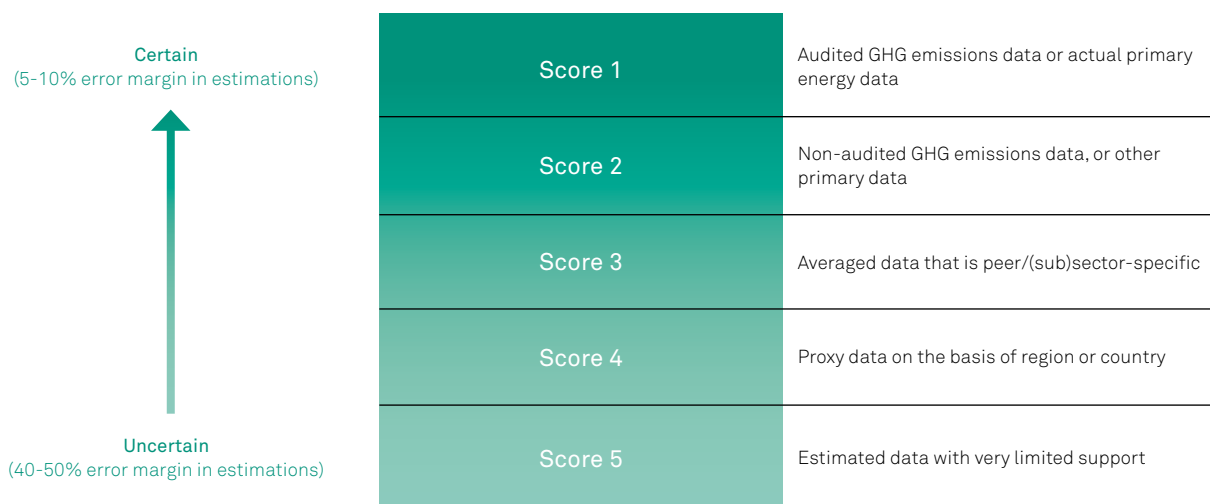 Certain
(5-10% error margin in estimations)
Score 1
Audited GHG emissions data or actual primary
energy data
Score 2
Non-audited GHG emissions data, or other
primary data
Score 3
Averaged data that is peer/(sub)sector-specific
Score 4
Proxy data on the basis of region or country
Uncertain
(40-50% error margin in estimations)
Score 5
Estimated data with very limited support